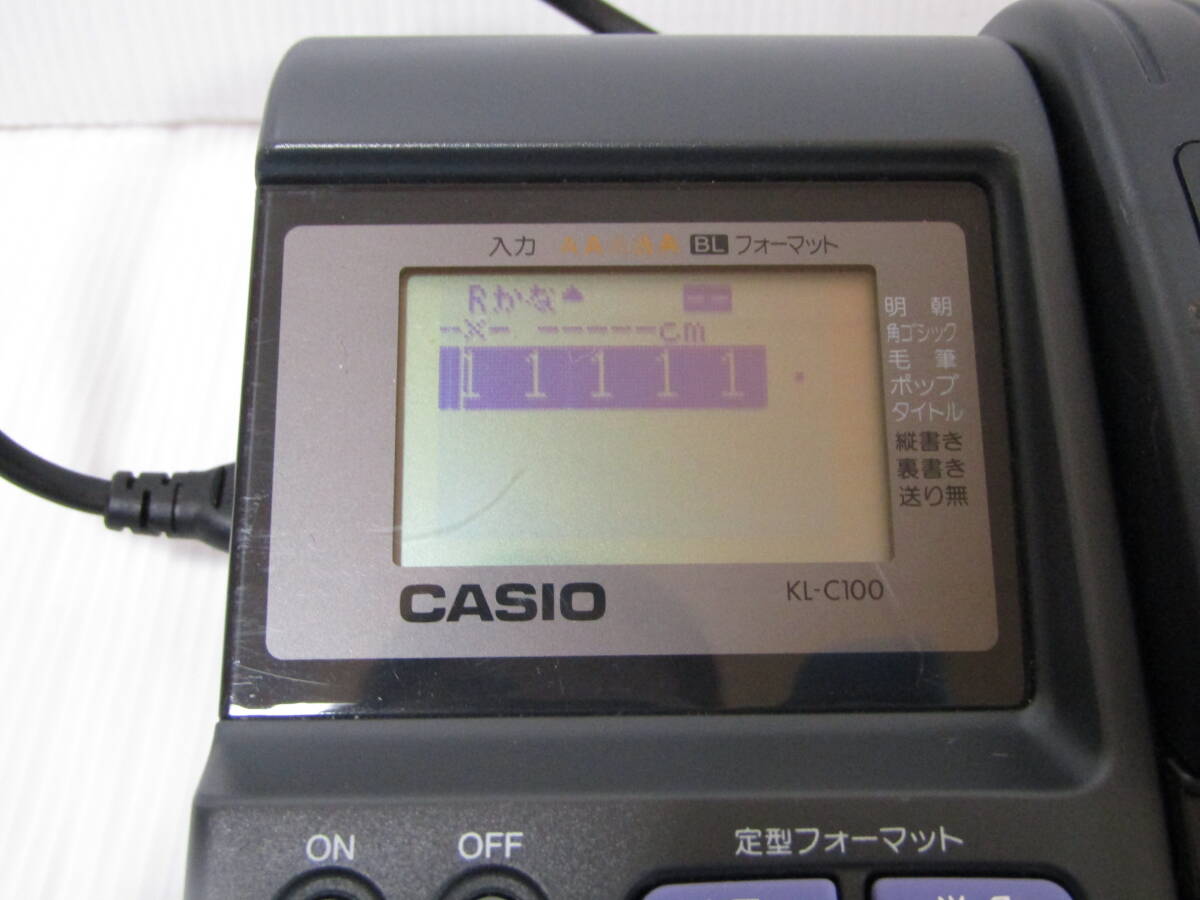 入力 BL フォーマット
Rかな
-×- -----cm
1 1 1 1 1
明朝
角ゴシック
毛筆
ポップ
タイトル
縦書き
裏書き
送り無
CASIO
KL-C100
ON OFF 定型フォーマット